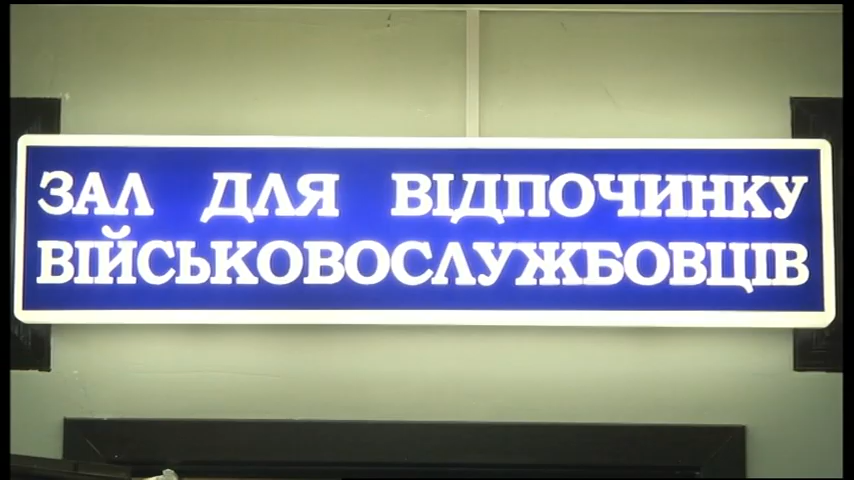 ЗАЛ ДЛЯ ВІДПОЧИНКУ
ВІЙСЬКОВОСЛУЖБОВЦІВ